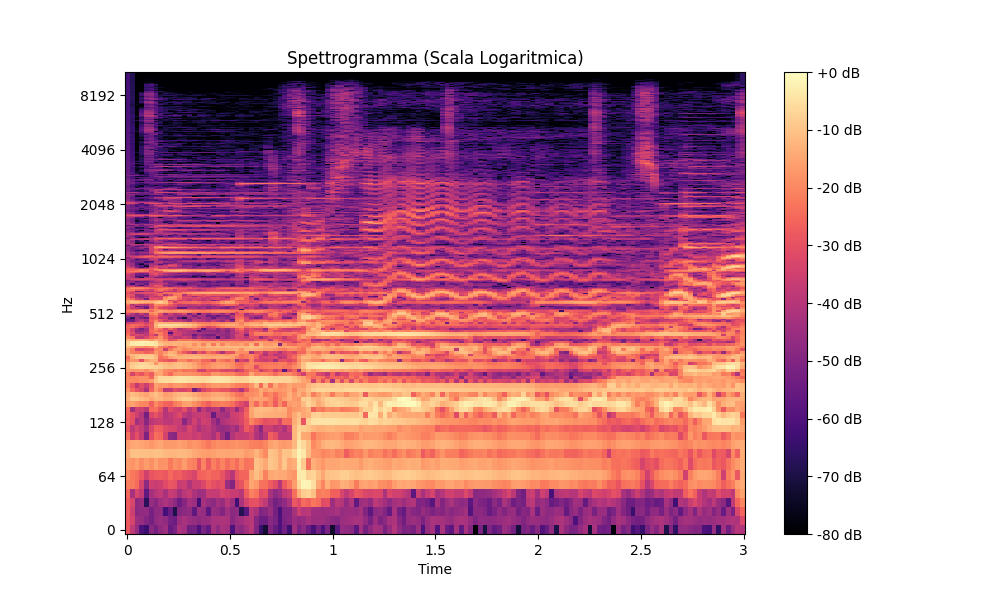 Spettrogramma (Scala Logaritmica)
Hz
8192
4096
2048
1024
512
256
128
64
0
0
0.5
1
1.5
2
2.5
3
Time
+0 dB
-10 dB
-20 dB
-30 dB
-40 dB
-50 dB
-60 dB
-70 dB
-80 dB